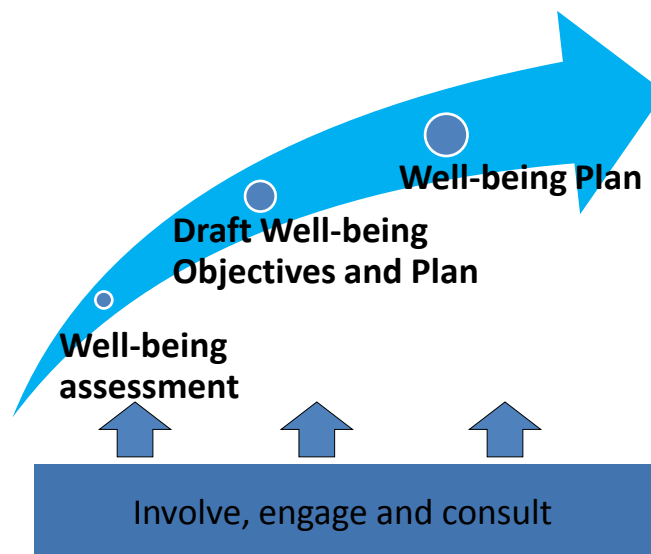 Well-being Plan
Draft Well-being
Objectives and Plan
Well-being
assessment
Involve, engage and consult